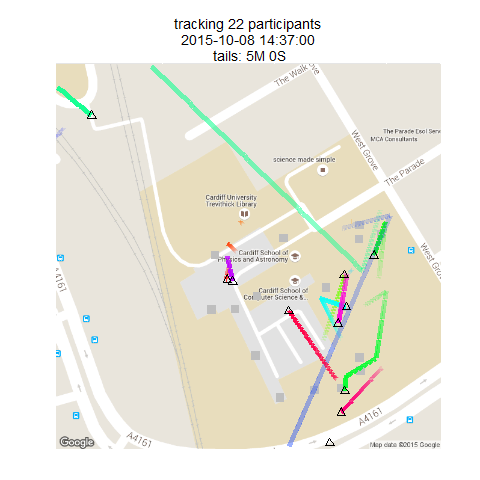 tracking 22 participants
2015-10-08 14:37:00
tails: 5M 0S
The Walk
West Grove
The Parade Esol Serv
MCA Consultants
science made simple
The Parade
Cardiff University
Trevithick Library
West Grove
Cardiff School of
Physics and Astronomy
A4161
Cardiff School of
Computer Science &...
A4161
A4161
Google
Map data ©2015 Google